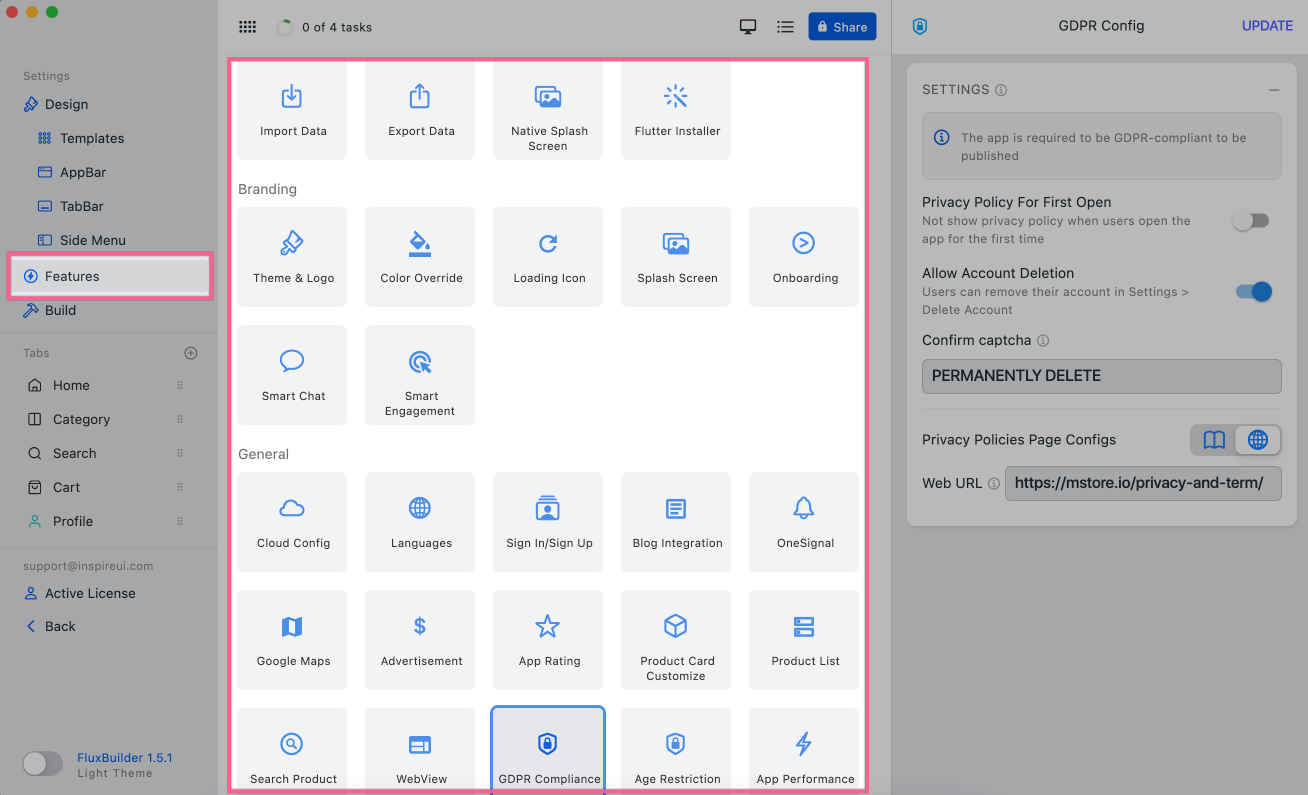 Settings
Design
Templates
AppBar
TabBar
Side Menu
Features
Build
Tabs
Home
Category
Search
Cart
Profile
support@inspireui.com
Active License
Back
FluxBuilder 1.5.1
Light Theme
0 of 4 tasks
Share
Import Data
Export Data
Native Splash
Screen
Flutter Installer
Branding
Theme & Logo
Color Override
Loading Icon
Splash Screen
Onboarding
Smart Chat
Smart
Engagement
General
Cloud Config
Languages
Sign In/Sign Up
Blog Integration
OneSignal
Google Maps
Advertisement
App Rating
Product Card
Customize
Product List
Search Product
WebView
GDPR Compliance
Age Restriction
App Performance
GDPR Config
UPDATE
SETTINGS
The app is required to be GDPR-compliant to be
published
Privacy Policy For First Open
Not show privacy policy when users open the
app for the first time
Allow Account Deletion
Users can remove their account in Settings >
Delete Account
Confirm captcha
PERMANENTLY DELETE
Privacy Policies Page Configs
Web URL
https://mstore.io/privacy-and-term/